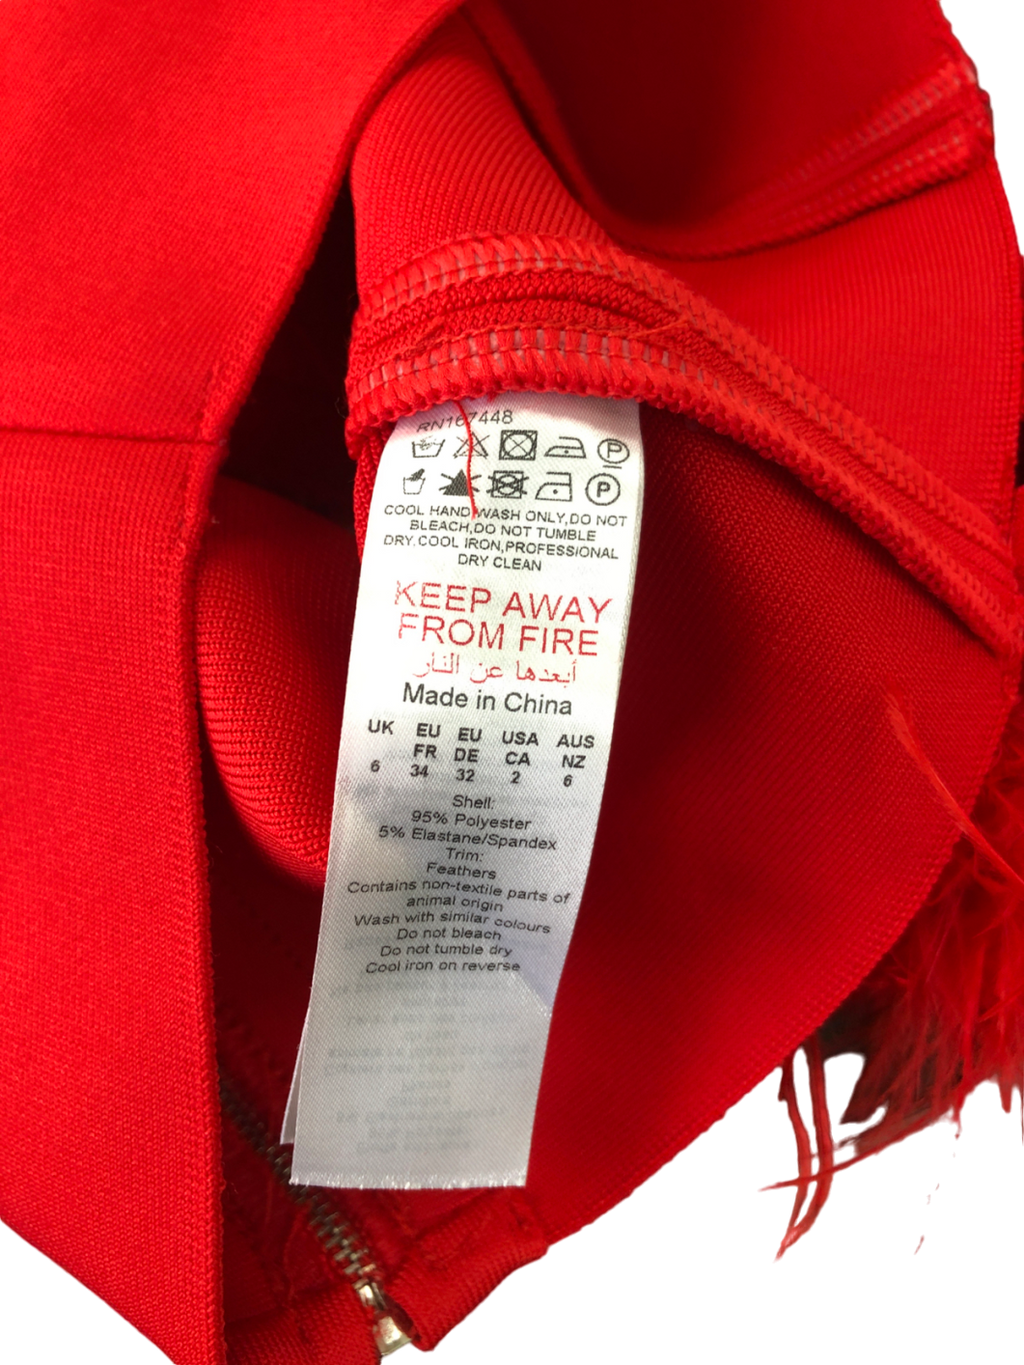 RN167448
P
P
COOL HAND WASH ONLY,DO NOT
BLEACH,DO NOT TUMBLE
DRY.COOL IRON,PROFESSIONAL
DRY CLEAN
KEEP AWAY
FROM FIRE
أبعدها عن النار
Made in China
UK EU EU USA AUS
FR DE CA NZ
6 34 32 2 6
Shell:
95% Polyester
5% Elastane/Spandex
Trim:
Feathers
Contains non-textile parts of
animal origin
Wash with similar colours
Do not bleach
Do not tumble dry
Cool iron on reverse